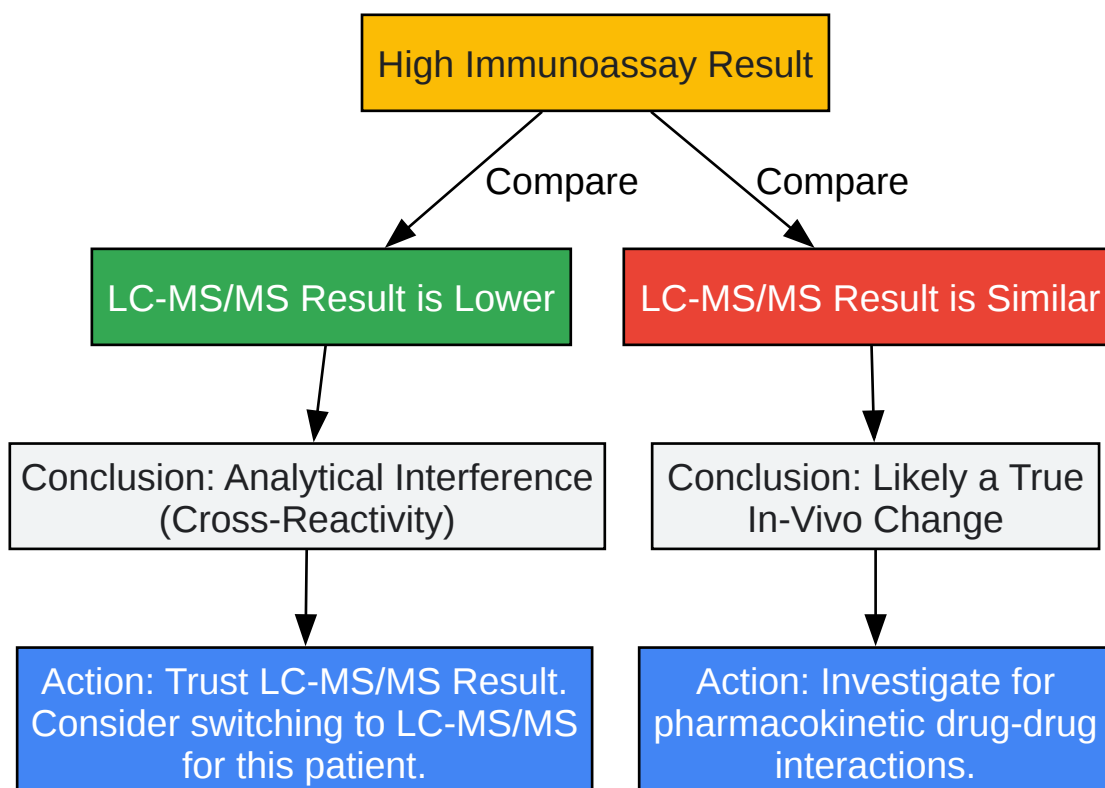 High Immunoassay Result
Compare
Compare
LC-MS/MS Result is Lower
LC-MS/MS Result is Similar
Conclusion: Analytical Interference
(Cross-Reactivity)
Conclusion: Likely a True
In-Vivo Change
Action: Trust LC-MS/MS Result.
Consider switching to LC-MS/MS
for this patient.
Action: Investigate for
pharmacokinetic drug-drug
interactions.